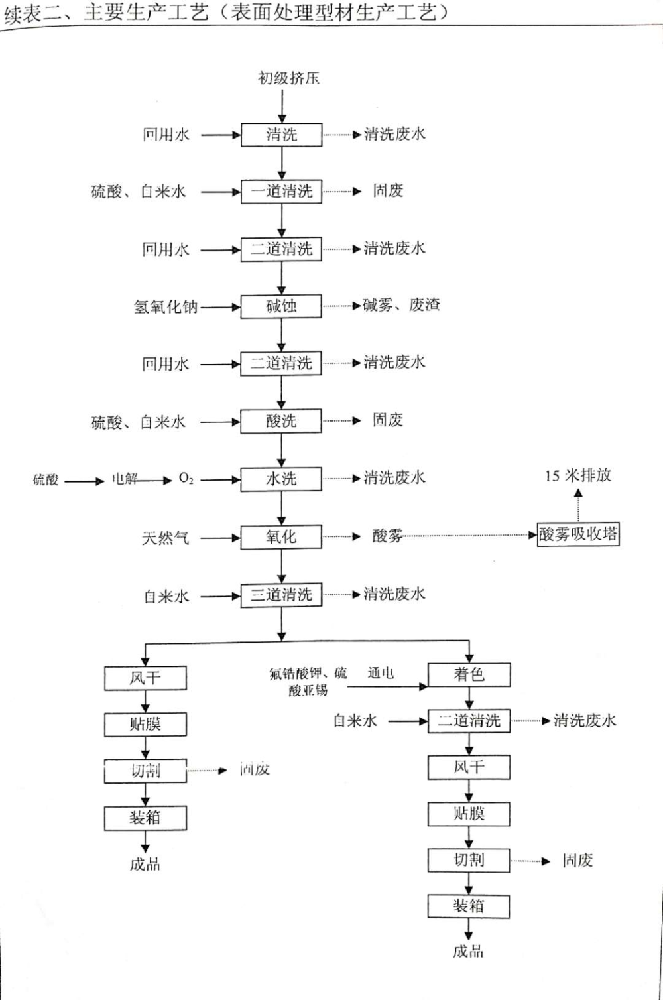 续表二、主要生产工艺（表面处理型材生产工艺）
初级挤压
回用水 清洗 清洗废水
硫酸、自来水 一道清洗 固废
回用水 二道清洗 清洗废水
氢氧化钠 碱蚀 碱雾、废渣
回用水 二道清洗 清洗废水
硫酸、自来水 酸洗 固废
硫酸 电解 O₂ 水洗 清洗废水 15 米排放
天然气 氧化 酸雾 酸雾吸收塔
自来水 三道清洗 清洗废水
风干 氟锆酸钾、硫 通电 着色
酸亚锡
贴膜 自来水 二道清洗 清洗废水
切割 固废 风干
装箱 贴膜
成品 切割 固废
装箱
成品